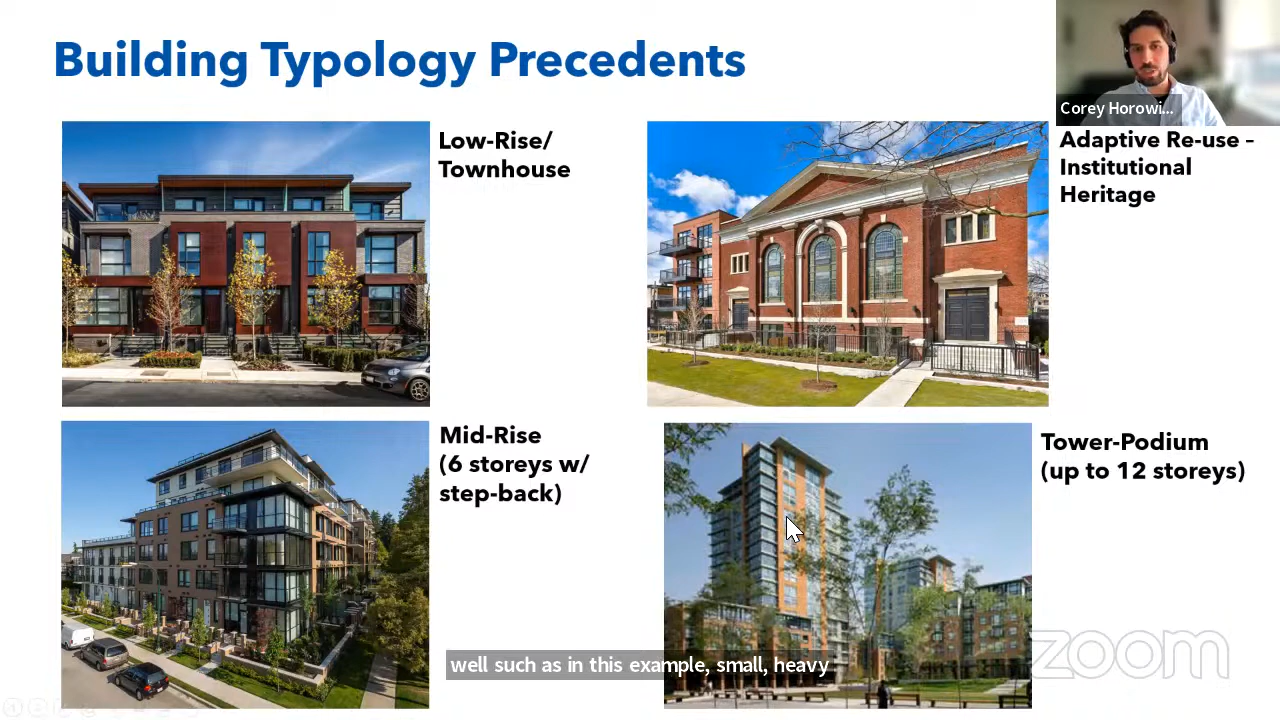 Building Typology Precedents
Corey Horowi...
Low-Rise/
Townhouse
Adaptive Re-use –
Institutional
Heritage
Mid-Rise
(6 storeys w/
step-back)
Tower-Podium
(up to 12 storeys)
well such as in this example, small, heavy
zoom